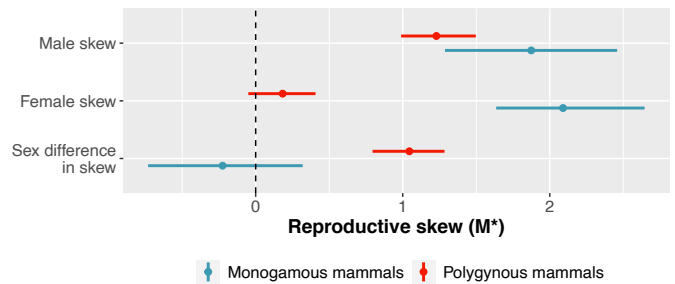 Male skew
Female skew
Sex difference
in skew
0 1 2
Reproductive skew (M*)
Monogamous mammals Polygynous mammals